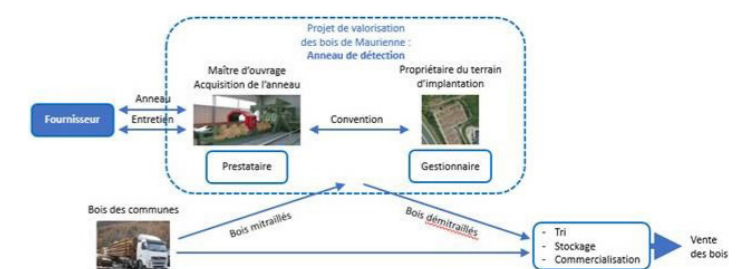 Projet de valorisation
des bois de Maurienne :
Anneau de détection
Maître d'ouvrage
Acquisition de l'anneau
Propriétaire du terrain
d'implantation
Fournisseur
Anneau
Entretien
Convention
Prestataire
Gestionnaire
Bois des communes
Bois mitraillés
Bois démitraillés
- Tri
- Stockage
- Commercialisation
Vente
des bois